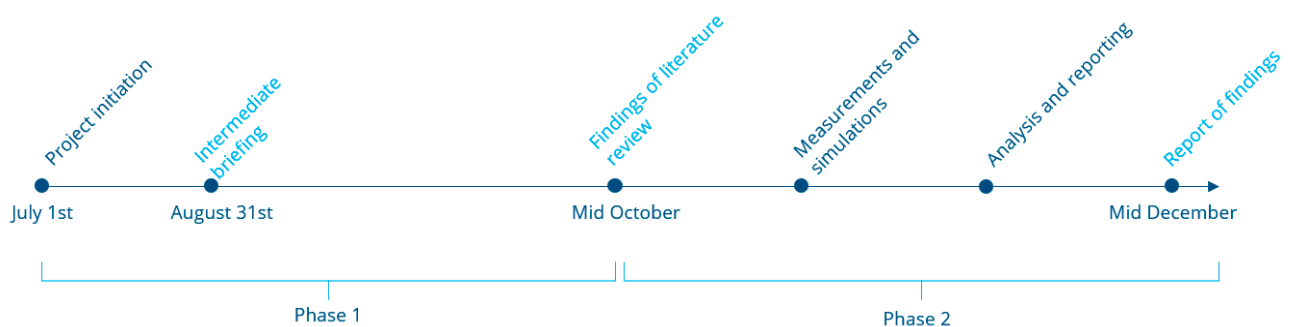 Project initiation
Intermediate
briefing
Findings of literature
review
Measurements and
simulations
Analysis and reporting
Report of findings
July 1st
August 31st
Mid October
Mid December
Phase 1
Phase 2